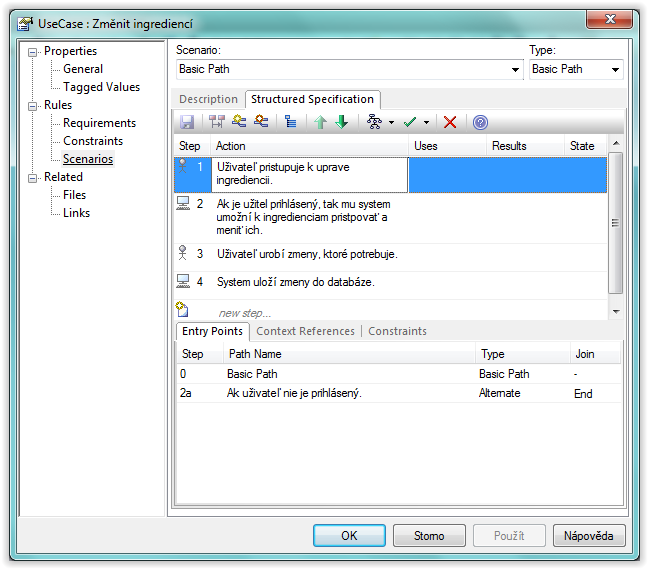 UseCase : Změnit ingrediencí
Properties
General
Tagged Values
Rules
Requirements
Constraints
Scenarios
Related
Files
Links
Scenario:
Type:
Basic Path
Basic Path
Description
Structured Specification
Step
Action
Uses
Results
State
1
Uživateľ pristupuje k uprave
ingrediencii.
2
Ak je užitel prihlásený, tak mu system
umožní k ingredienciam pristpovať a
meniť ich.
3
Uživateľ urobí zmeny, ktoré potrebuje.
4
System uloží zmeny do databáze.
new step...
Entry Points
Context References
Constraints
Step
Path Name
Type
Join
0
Basic Path
Basic Path
-
2a
Ak uživateľ nie je prihlásený.
Alternate
End
OK
Storno
Použít
Nápověda